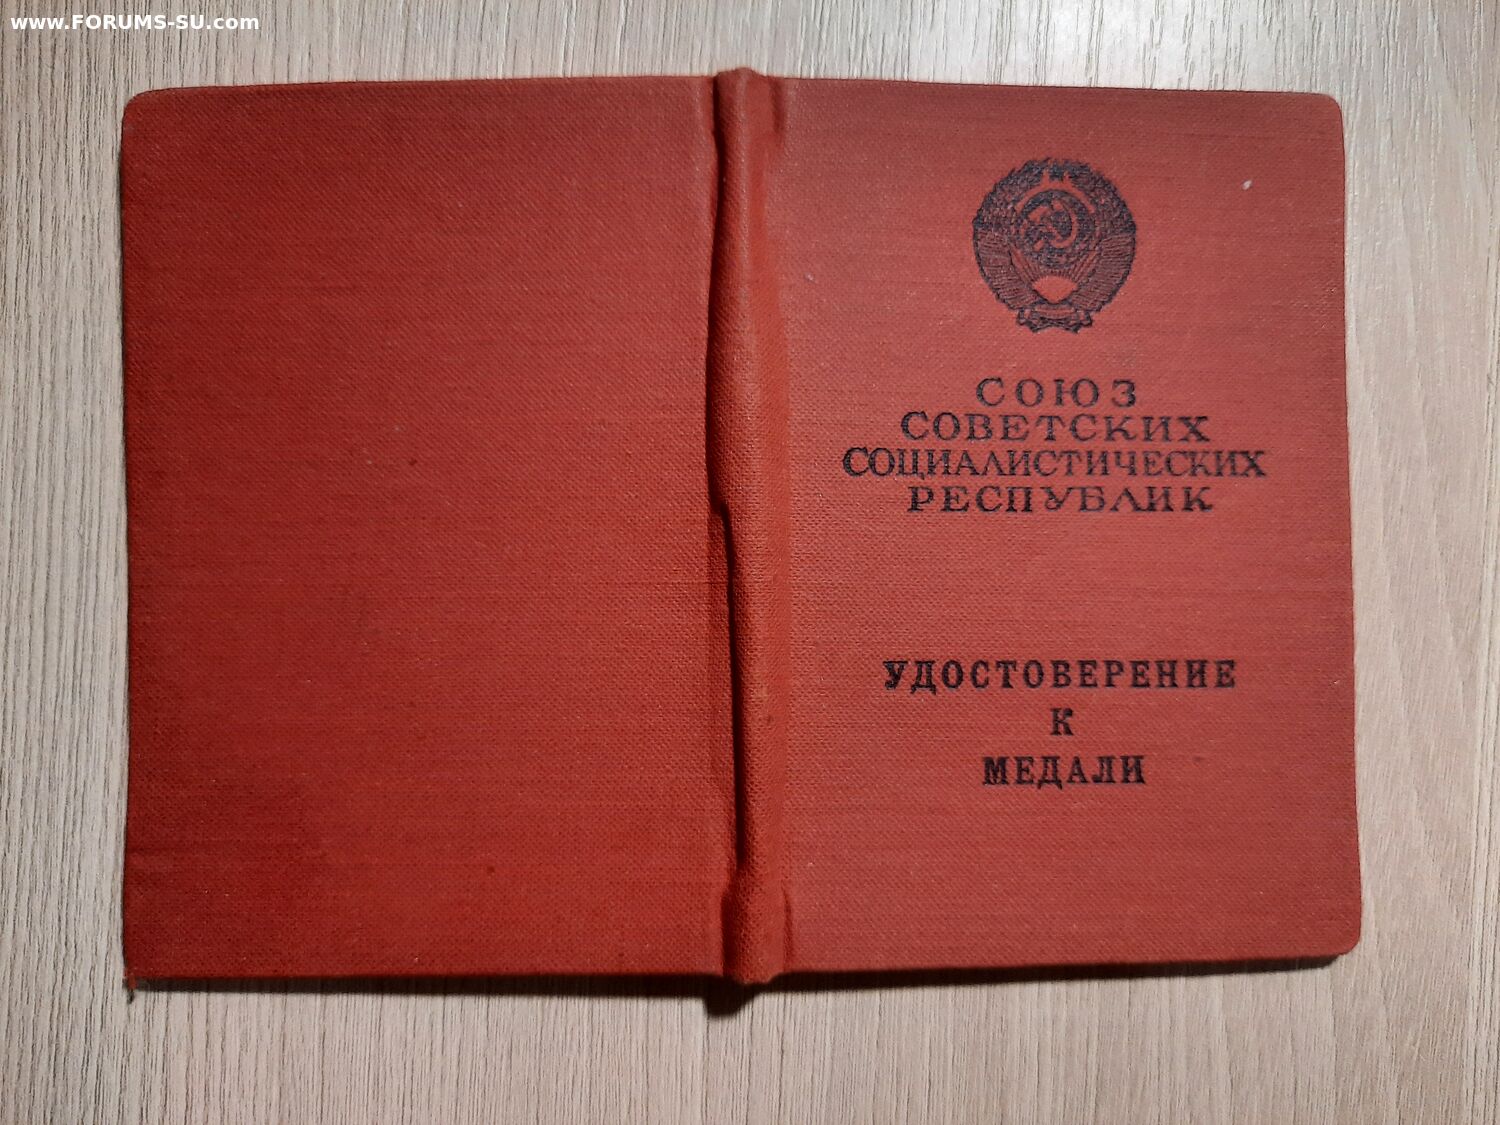 www.FORUMS-SU.com
СОЮЗ
СОВЕТСКИХ
СОЦИАЛИСТИЧЕСКИХ
РЕСПУБЛИК
УДОСТОВЕРЕНИЕ
К
МЕДАЛИ